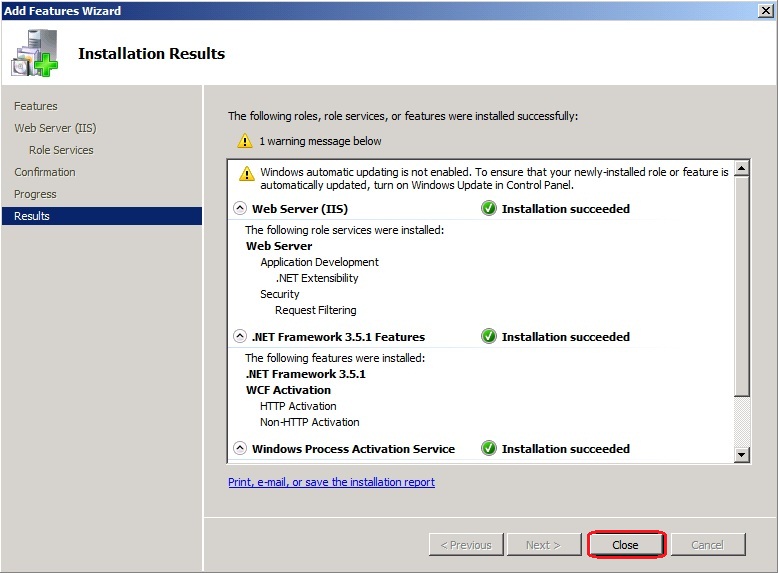 Add Features Wizard
Installation Results
Features
Web Server (IIS)
Role Services
Confirmation
Progress
Results
The following roles, role services, or features were installed successfully:
1 warning message below
Windows automatic updating is not enabled. To ensure that your newly-installed role or feature is
automatically updated, turn on Windows Update in Control Panel.
Web Server (IIS) Installation succeeded
The following role services were installed:
Web Server
Application Development
.NET Extensibility
Security
Request Filtering
.NET Framework 3.5.1 Features Installation succeeded
The following features were installed:
.NET Framework 3.5.1
WCF Activation
HTTP Activation
Non-HTTP Activation
Windows Process Activation Service Installation succeeded
Print, e-mail, or save the installation report
< Previous Next > Close Cancel